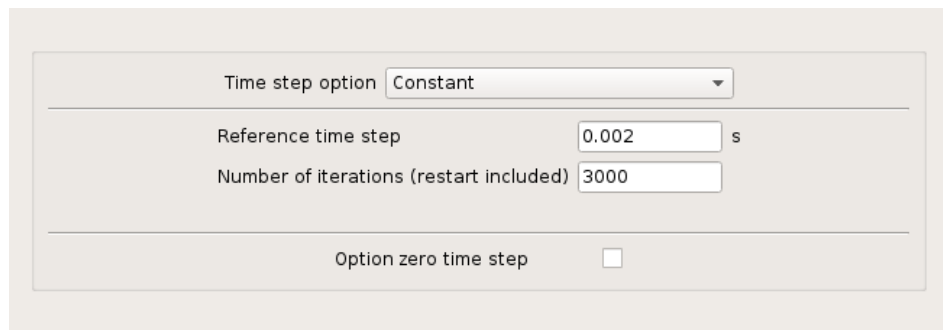 Time step option Constant
Reference time step 0.002 s
Number of iterations (restart included) 3000
Option zero time step